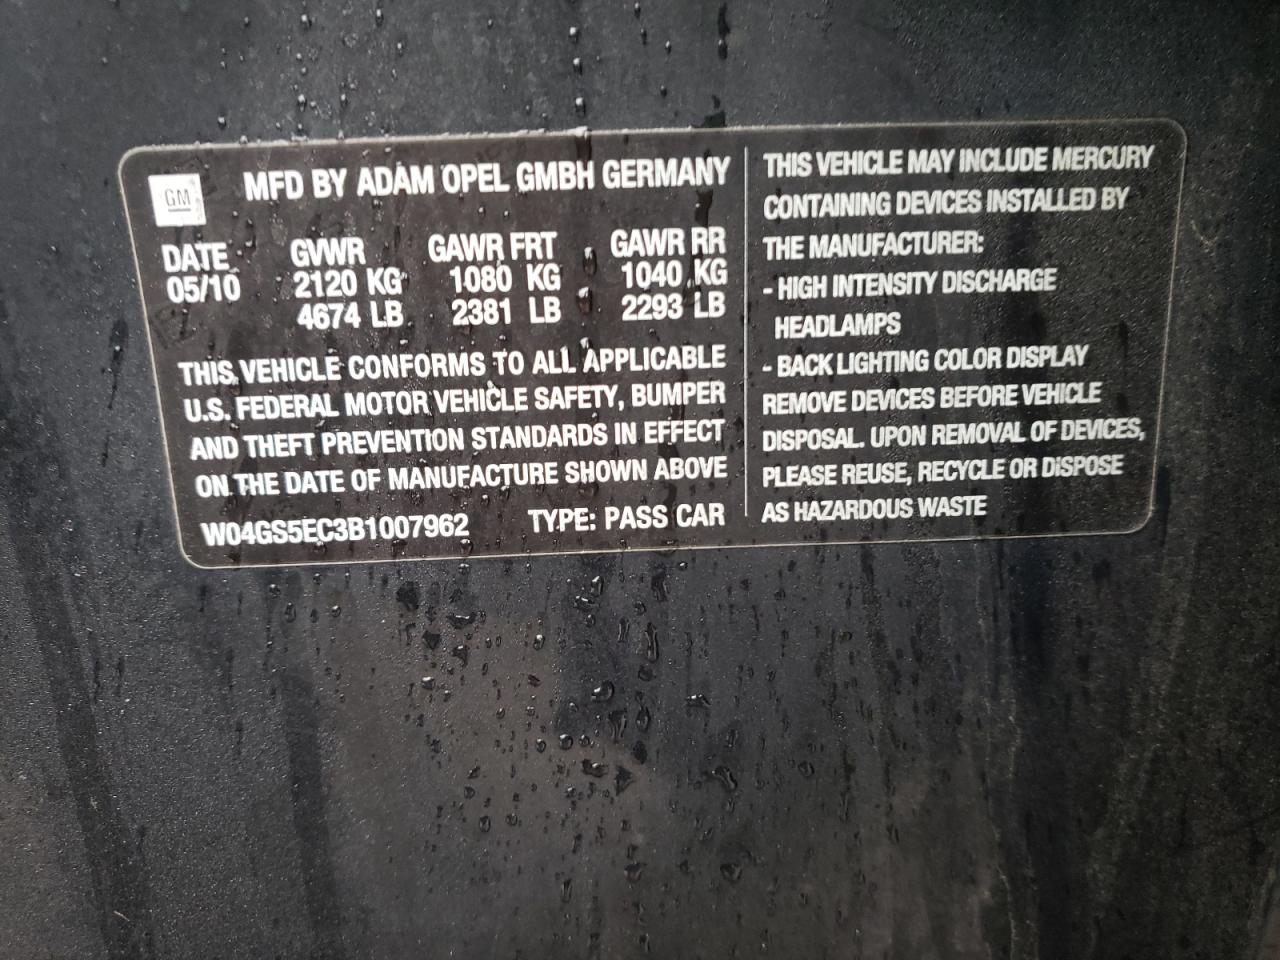 GM
MFD BY ADAM OPEL GMBH GERMANY
DATE GVWR GAWR FRT GAWR RR
05/10 2120 KG 1080 KG 1040 KG
4674 LB 2381 LB 2293 LB
THIS VEHICLE CONFORMS TO ALL APPLICABLE
U.S. FEDERAL MOTOR VEHICLE SAFETY, BUMPER
AND THEFT PREVENTION STANDARDS IN EFFECT
ON THE DATE OF MANUFACTURE SHOWN ABOVE
W04GS5EC3B1007962 TYPE: PASS CAR
THIS VEHICLE MAY INCLUDE MERCURY
CONTAINING DEVICES INSTALLED BY
THE MANUFACTURER:
- HIGH INTENSITY DISCHARGE
HEADLAMPS
- BACK LIGHTING COLOR DISPLAY
REMOVE DEVICES BEFORE VEHICLE
DISPOSAL. UPON REMOVAL OF DEVICES,
PLEASE REUSE, RECYCLE OR DISPOSE
AS HAZARDOUS WASTE